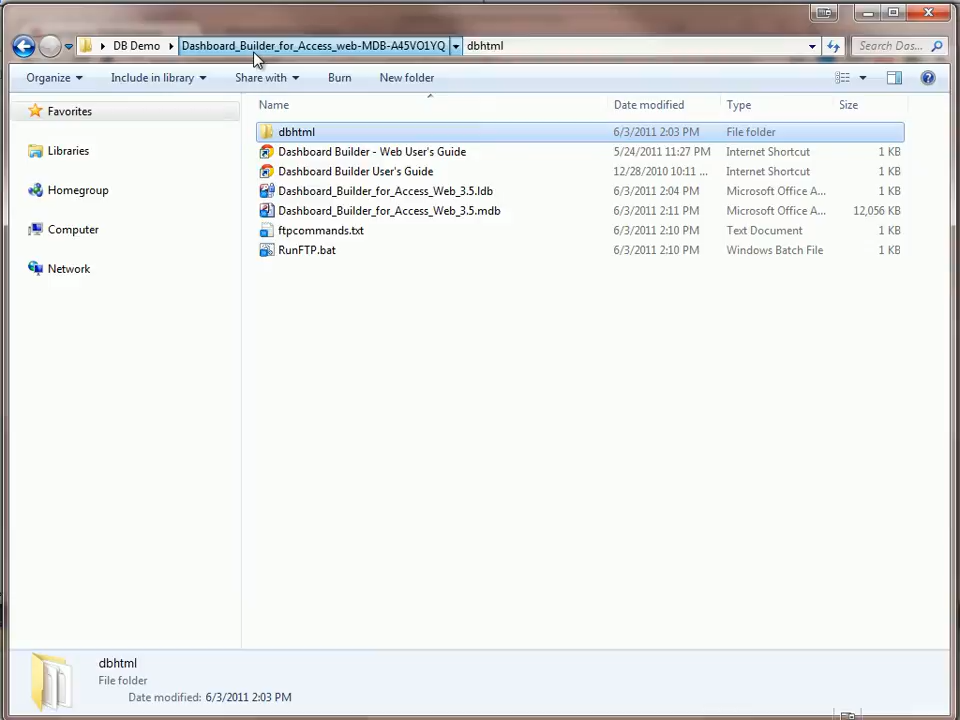 DB Demo Dashboard_Builder_for_Access_web-MDB-A45VO1YQ dbhtml Search Das...
Organize Include in library Share with Burn New folder
Name Date modified Type Size
Favorites
Libraries
Homegroup
Computer
Network
dbhtml 6/3/2011 2:03 PM File folder
Dashboard Builder - Web User's Guide 5/24/2011 11:27 PM Internet Shortcut 1 KB
Dashboard Builder User's Guide 12/28/2010 10:11 ... Internet Shortcut 1 KB
Dashboard_Builder_for_Access_Web_3.5.ldb 6/3/2011 2:04 PM Microsoft Office A... 1 KB
Dashboard_Builder_for_Access_Web_3.5.mdb 6/3/2011 2:11 PM Microsoft Office A... 12,056 KB
ftpcommands.txt 6/3/2011 2:10 PM Text Document 1 KB
RunFTP.bat 6/3/2011 2:10 PM Windows Batch File 1 KB
dbhtml
File folder
Date modified: 6/3/2011 2:03 PM